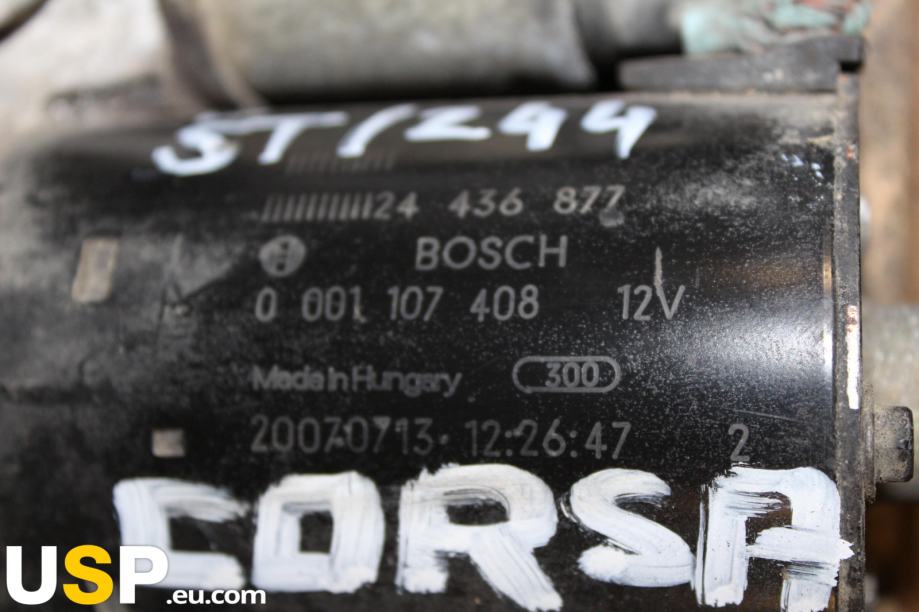 ST1244
24 436 877
BOSCH
0 001 107 408 12V
Made in Hungary 300
20070713 12:26:47 2
CORSA
USP.eu.com